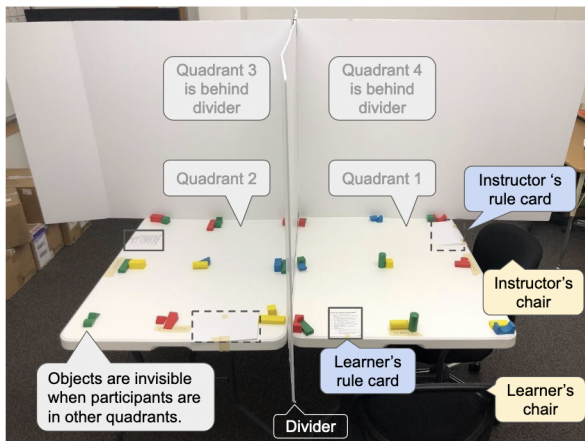 Quadrant 3
is behind
divider
Quadrant 4
is behind
divider
Quadrant 2
Quadrant 1
Instructor ‘s
rule card
Instructor's
chair
Objects are invisible
when participants are
in other quadrants.
Learner's
rule card
Learner's
chair
Divider